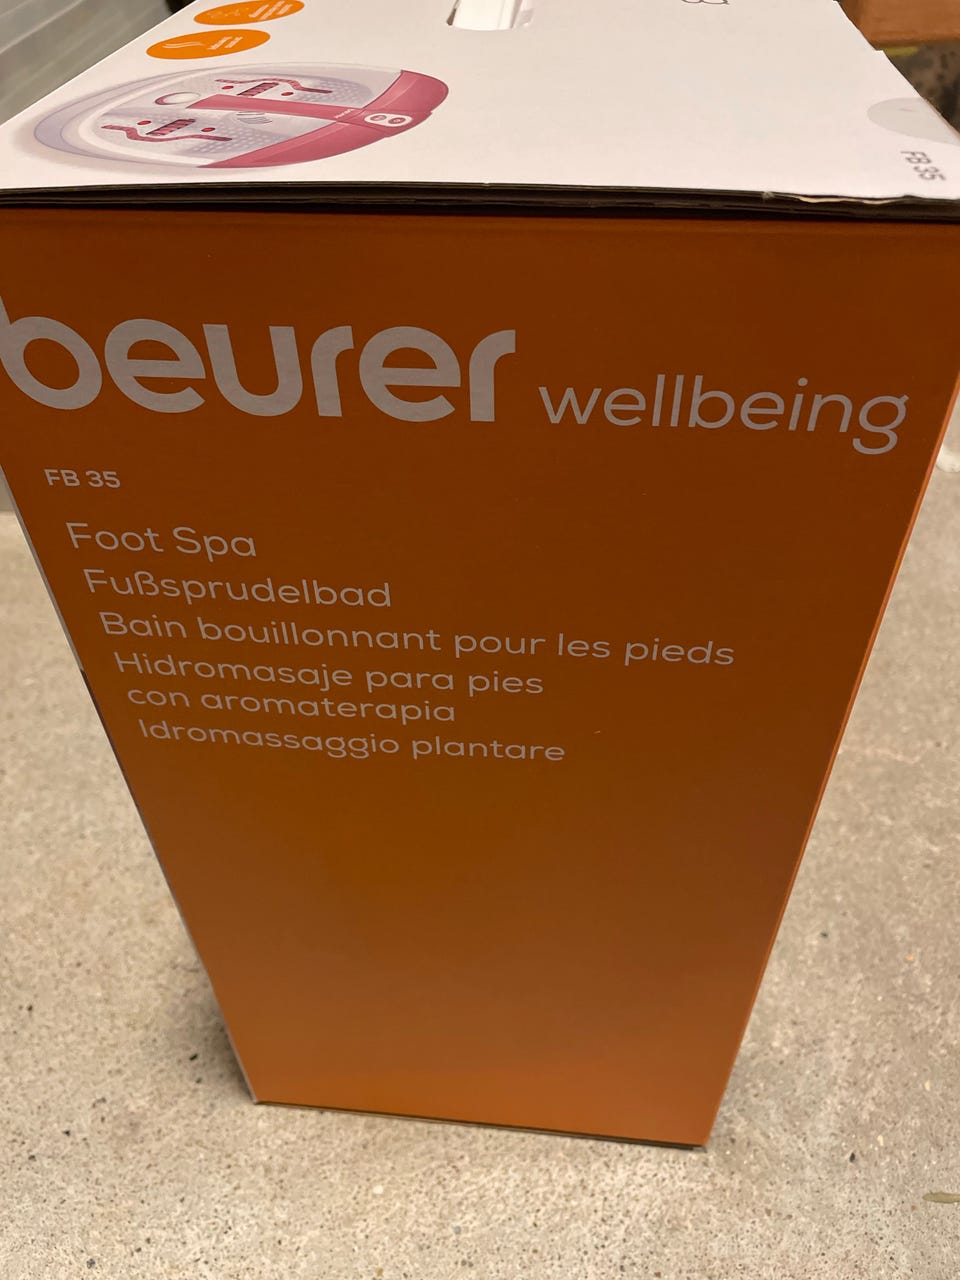 FB 35
beurer wellbeing
FB 35
Foot Spa
Fußsprudelbad
Bain bouillonnant pour les pieds
Hidromasaje para pies
con aromaterapia
Idromassaggio plantare